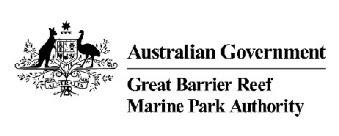 Australian Government
Great Barrier Reef
Marine Park Authority